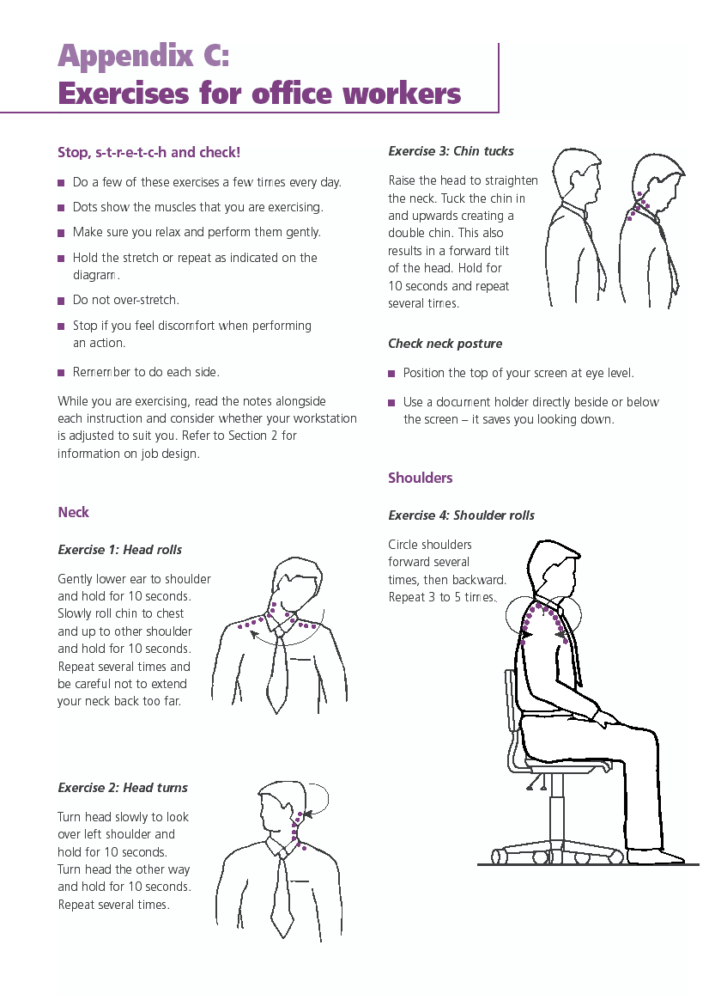 Appendix C:
Exercises for office workers
Stop, s-t-r-e-t-c-h and check!
■ Do a few of these exercises a few times every day.
■ Dots show the muscles that you are exercising.
■ Make sure you relax and perform them gently.
■ Hold the stretch or repeat as indicated on the
diagram.
■ Do not over-stretch.
■ Stop if you feel discomfort when performing
an action.
■ Remember to do each side.
While you are exercising, read the notes alongside
each instruction and consider whether your workstation
is adjusted to suit you. Refer to Section 2 for
information on job design.
Neck
Exercise 1: Head rolls
Gently lower ear to shoulder
and hold for 10 seconds.
Slowly roll chin to chest
and up to other shoulder
and hold for 10 seconds.
Repeat several times and
be careful not to extend
your neck back too far.
Exercise 2: Head turns
Turn head slowly to look
over left shoulder and
hold for 10 seconds.
Turn head the other way
and hold for 10 seconds.
Repeat several times.
Exercise 3: Chin tucks
Raise the head to straighten
the neck. Tuck the chin in
and upwards creating a
double chin. This also
results in a forward tilt
of the head. Hold for
10 seconds and repeat
several times.
Check neck posture
■ Position the top of your screen at eye level.
■ Use a document holder directly beside or below
the screen – it saves you looking down.
Shoulders
Exercise 4: Shoulder rolls
Circle shoulders
forward several
times, then backward.
Repeat 3 to 5 times.